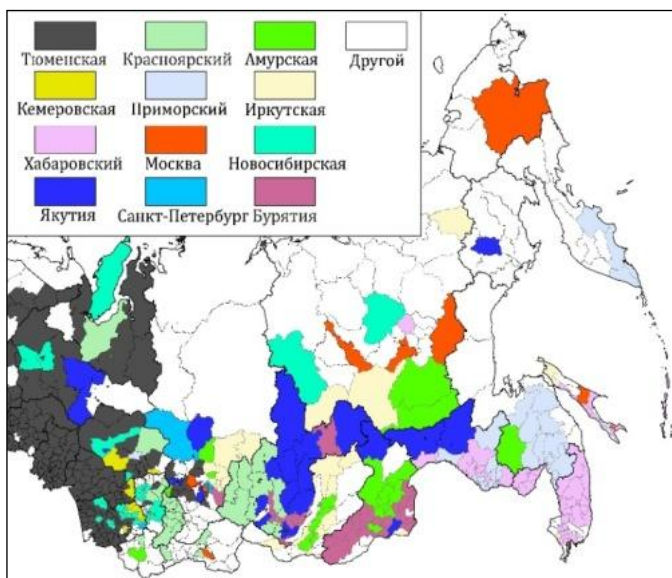 Тюменская Красноярский Амурская Другой
Кемеровская Приморский Иркутская
Хабаровский Москва Новосибирская
Якутия Санкт-Петербург Бурятия